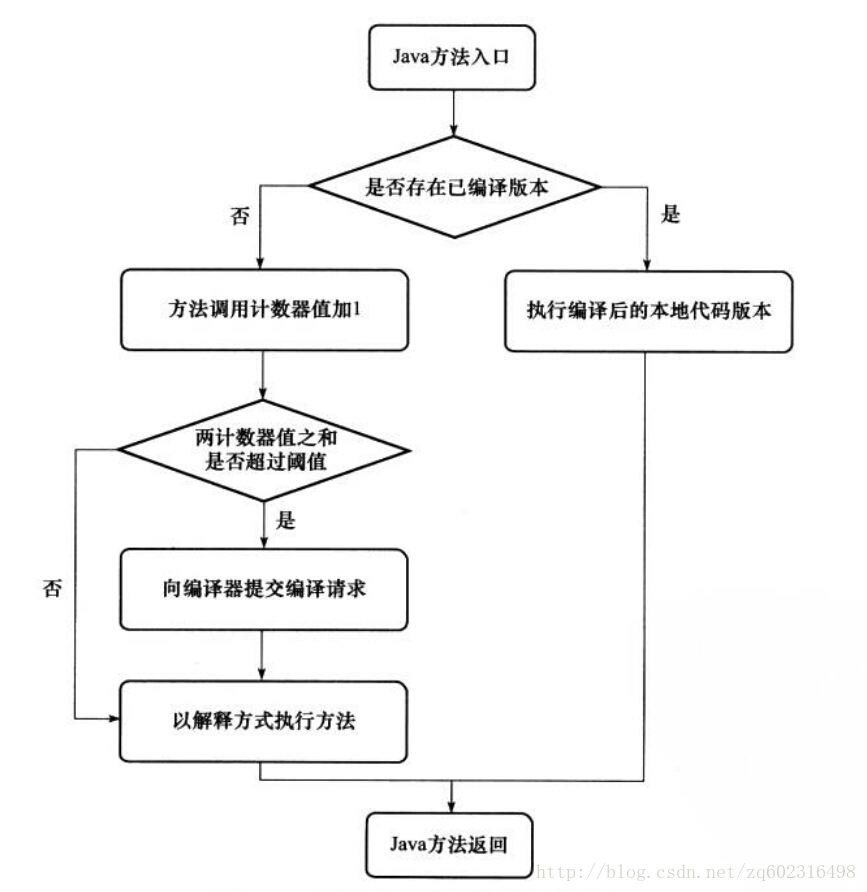 Java方法入口
是否存在已编译版本
否
是
方法调用计数器值加1
执行编译后的本地代码版本
两计数器值之和
是否超过阈值
是
否
向编译器提交编译请求
以解释方式执行方法
Java方法返回
http://blog.csdn.net/zq602316498